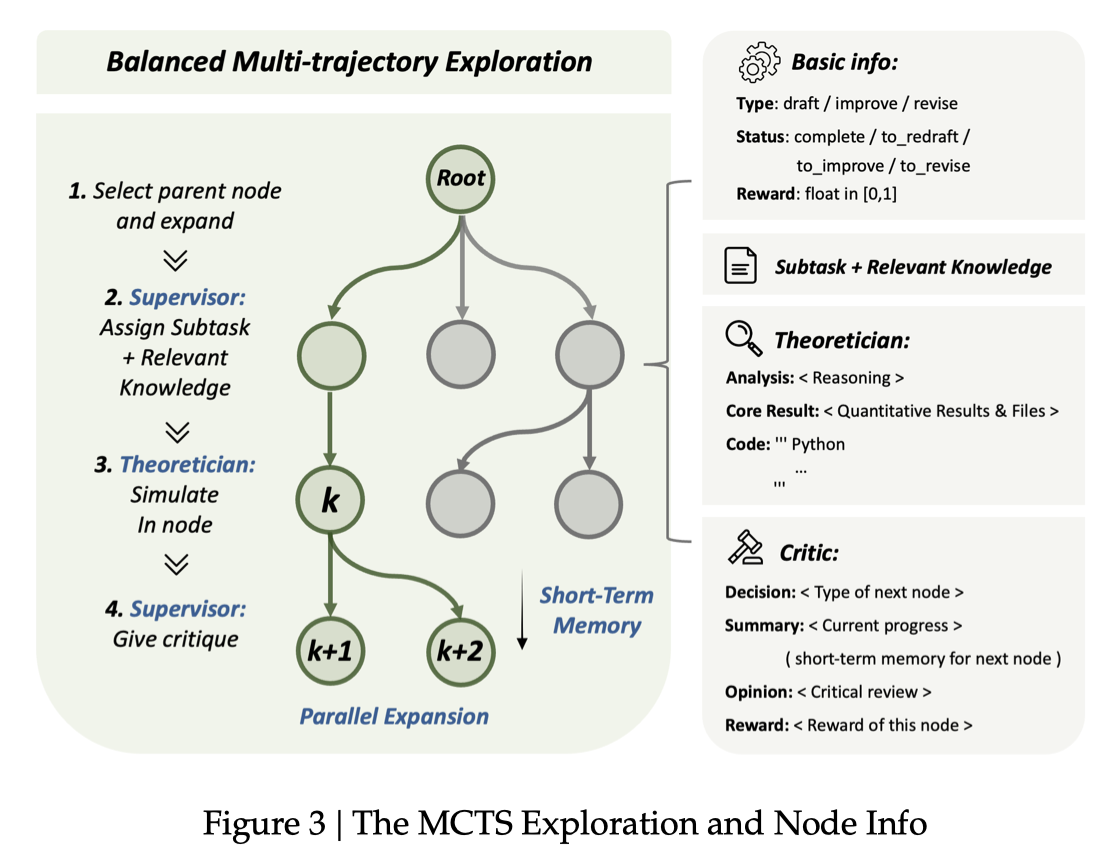 Balanced Multi-trajectory Exploration
1. Select parent node
and expand
2. Supervisor:
Assign Subtask
+ Relevant
Knowledge
3. Theoretician:
Simulate
In node
4. Supervisor:
Give critique
Root
k
k+1
k+2
Short-Term
Memory
Parallel Expansion
Basic info:
Type: draft / improve / revise
Status: complete / to_redraft /
to_improve / to_revise
Reward: float in [0,1]
Subtask + Relevant Knowledge
Theoretician:
Analysis: < Reasoning >
Core Result: < Quantitative Results & Files >
Code: ''' Python
...
'''
Critic:
Decision: < Type of next node >
Summary: < Current progress >
( short-term memory for next node )
Opinion: < Critical review >
Reward: < Reward of this node >
Figure 3 | The MCTS Exploration and Node Info